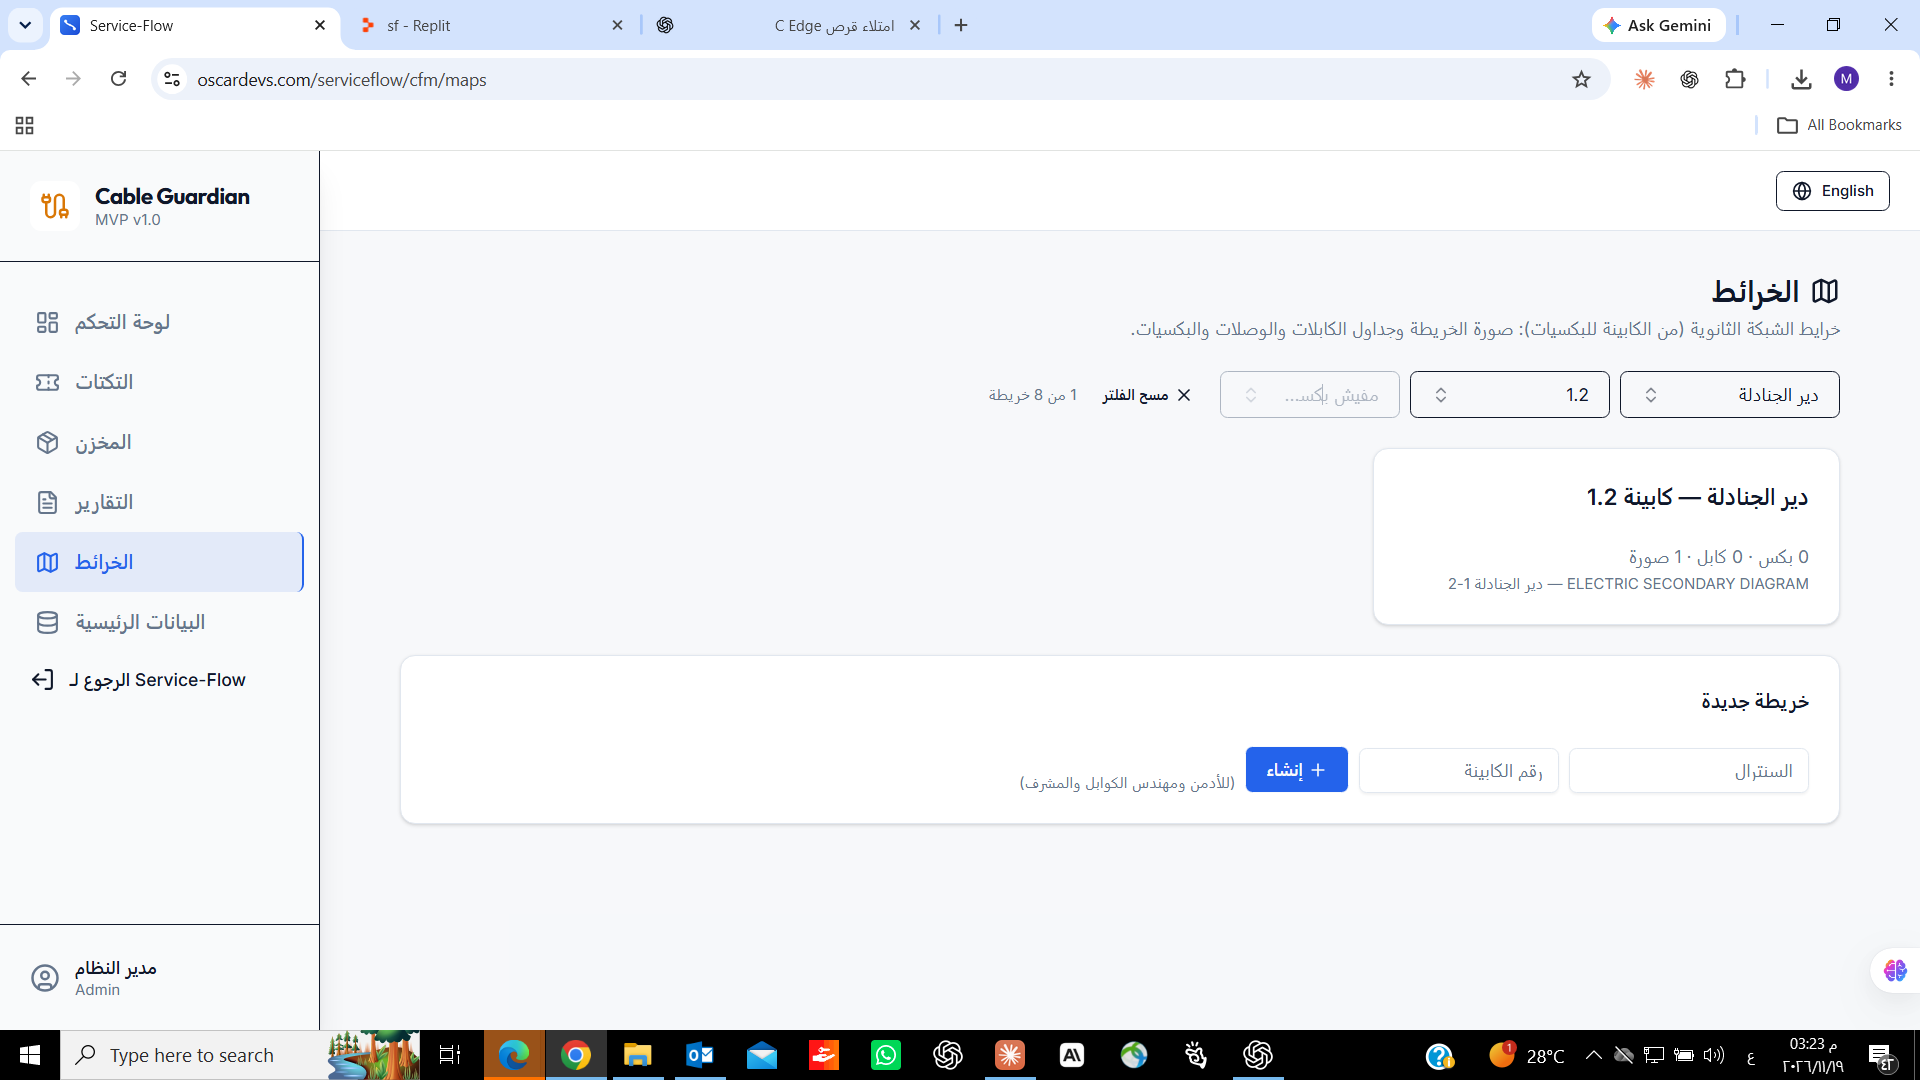 Service-Flow
sf - Replit
امتلاء قرص C Edge
Ask Gemini
oscardevs.com/serviceflow/cfm/maps
M
All Bookmarks
Cable Guardian
MVP v1.0
English
لوحة التحكم
التكتات
المخزن
التقارير
الخرائط
البيانات الرئيسية
الرجوع لـ Service-Flow
مدير النظام
Admin
الخرائط
خرايط الشبكة الثانوية (من الكابينة للبكسيات): صورة الخريطة وجداول الكابلات والوصلات والبكسيات.
دير الجنادلة
1.2
مفيش بكس...
مسح الفلتر
1 من 8 خريطة
دير الجنادلة — كابينة 1.2
0 بكس · 0 كابل · 1 صورة
ELECTRIC SECONDARY DIAGRAM — دير الجنادلة 1-2
خريطة جديدة
السنترال
رقم الكابينة
إنشاء
(للأدمن ومهندس الكوابل والمشرف)
Type here to search
1
28°C
ع
03:23 م
٢٠٢٦/١١/١٩
٤٣